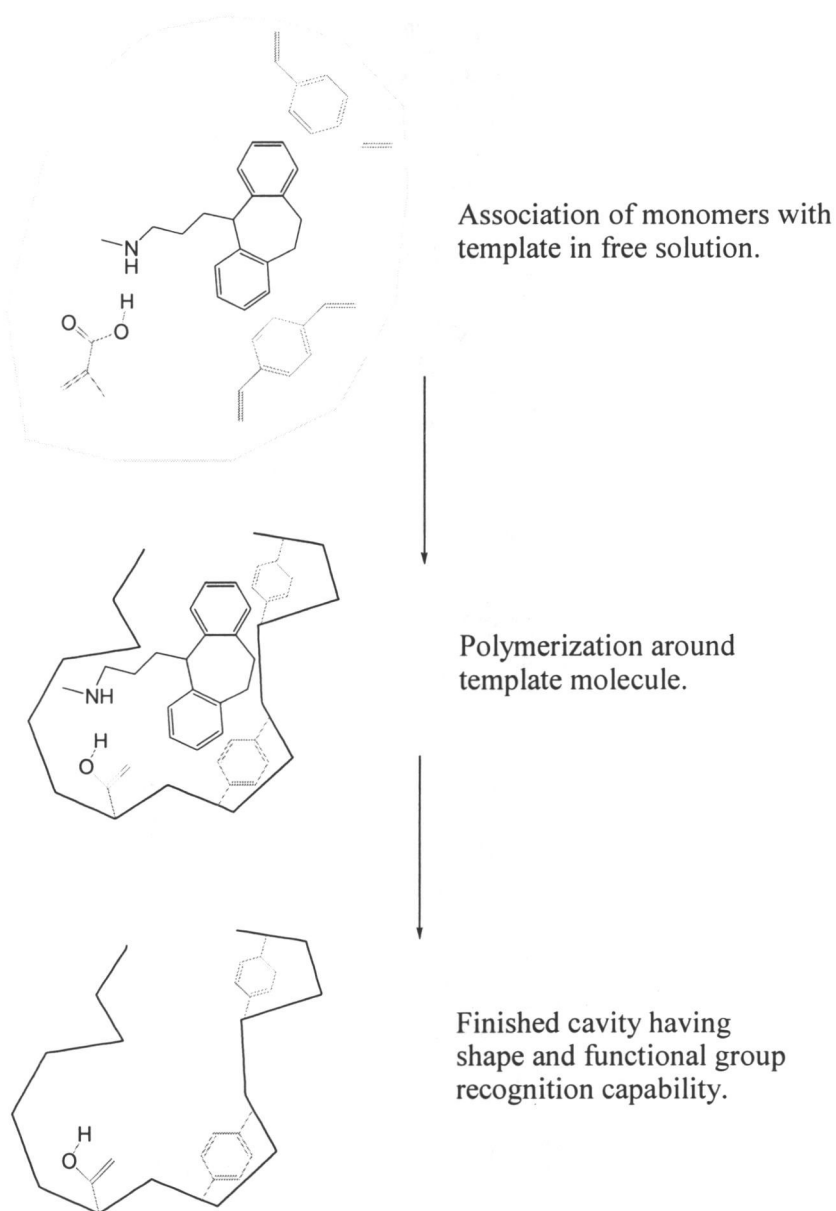 N
H
H
O
O
Association of monomers with
template in free solution.
NH
H
O
Polymerization around
template molecule.
H
O
Finished cavity having
shape and functional group
recognition capability.